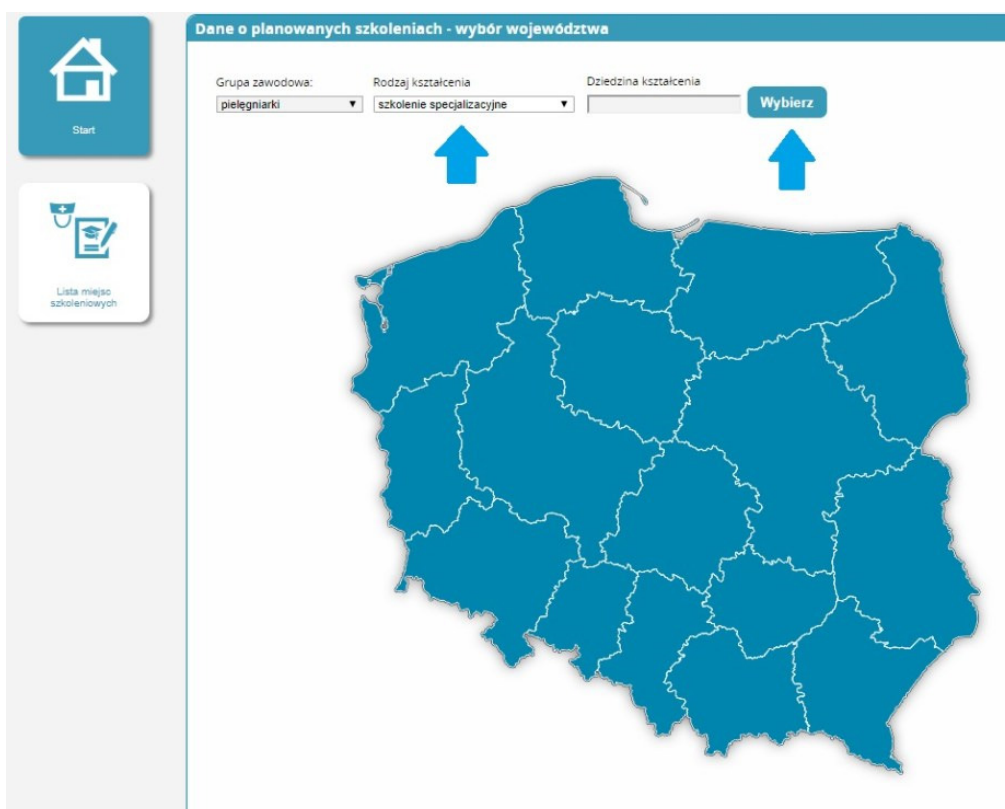 Dane o planowanych szkoleniach - wybór województwa
Start
Lista miejsc
szkoleniowych
Grupa zawodowa:
Rodzaj kształcenia
Dziedzina kształcenia
pielęgniarki
szkolenie specjalizacyjne
Wybierz